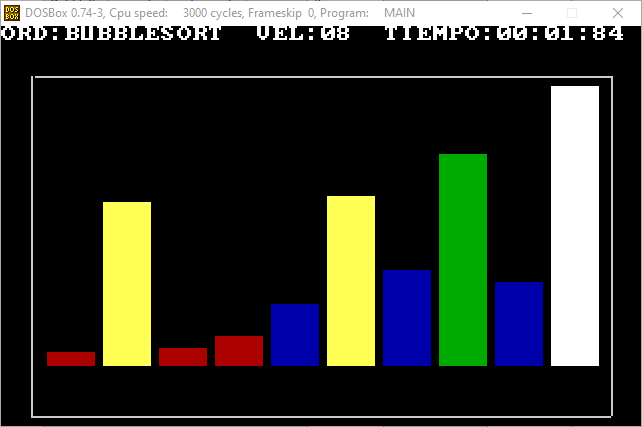 DOSBox 0.74-3, Cpu speed: 3000 cycles, Frameskip 0, Program: MAIN
ORD:BUBBLESORT VEL:08 TIEMPO:00:01:84